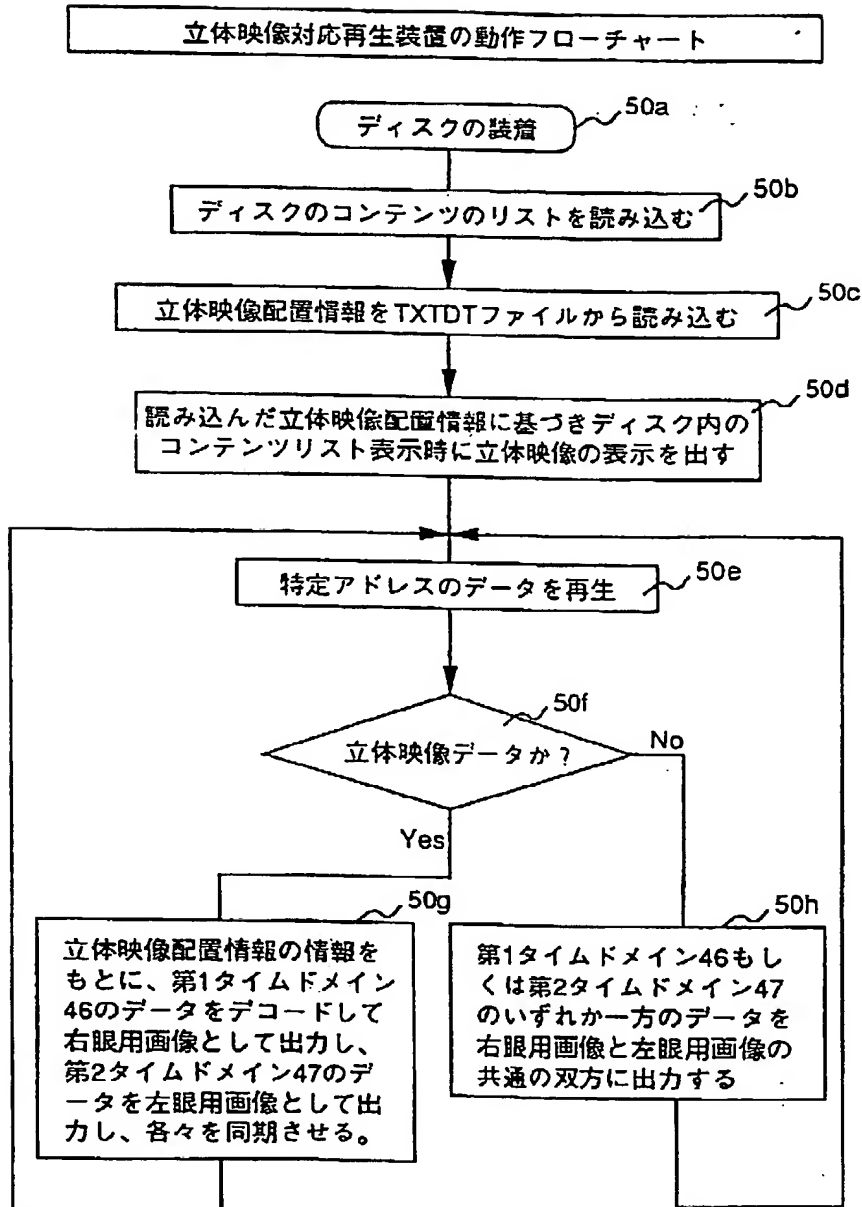 立体映像対応再生装置の動作フローチャート
50a
ディスクの装着
50b
ディスクのコンテンツのリストを読み込む
50c
立体映像配置情報をTXTDTファイルから読み込む
50d
読み込んだ立体映像配置情報に基づきディスク内の
コンテンツリスト表示時に立体映像の表示を出す
50e
特定アドレスのデータを再生
50f
立体映像データか?
No
Yes
50g
立体映像配置情報の情報を
もとに、第1タイムドメイン
46のデータをデコードして
右眼用画像として出力し、
第2タイムドメイン47のデ
ータを左眼用画像として出
力し、各々を同期させる。
50h
第1タイムドメイン46もし
くは第2タイムドメイン47
のいずれか一方のデータを
右眼用画像と左眼用画像の
共通の双方に出力する